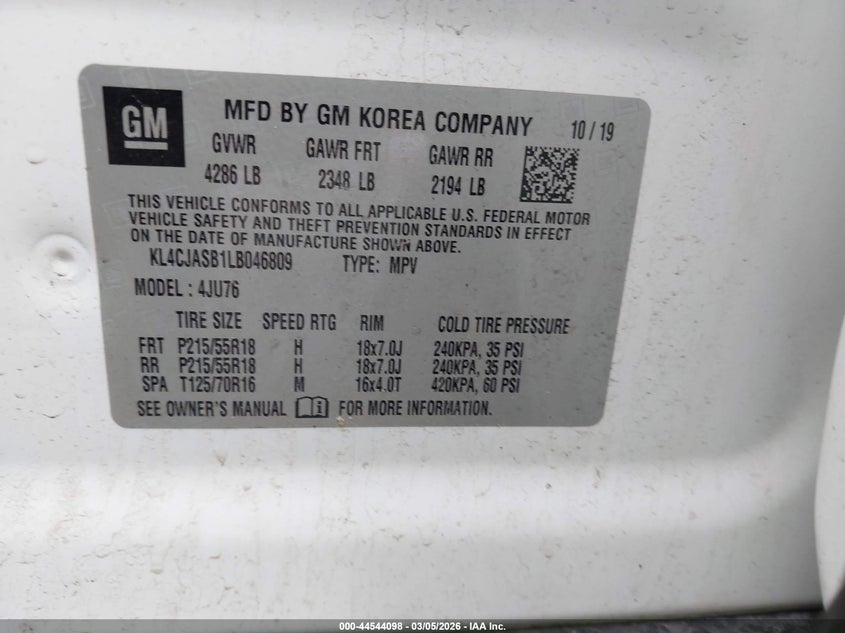 GM
MFD BY GM KOREA COMPANY 10/19
GVWR GAWR FRT GAWR RR
4286 LB 2348 LB 2194 LB
THIS VEHICLE CONFORMS TO ALL APPLICABLE U.S. FEDERAL MOTOR
VEHICLE SAFETY AND THEFT PREVENTION STANDARDS IN EFFECT
ON THE DATE OF MANUFACTURE SHOWN ABOVE.
KL4CJASB1LB046809 TYPE: MPV
MODEL: 4JU76
TIRE SIZE SPEED RTG RIM COLD TIRE PRESSURE
FRT P215/55R18 H 18x7.0J 240KPA, 35 PSI
RR P215/55R18 H 18x7.0J 240KPA, 35 PSI
SPA T125/70R16 M 16x4.0T 420KPA, 60 PSI
SEE OWNER'S MANUAL FOR MORE INFORMATION.
000-44544098 - 03/05/2026 - IAA Inc.